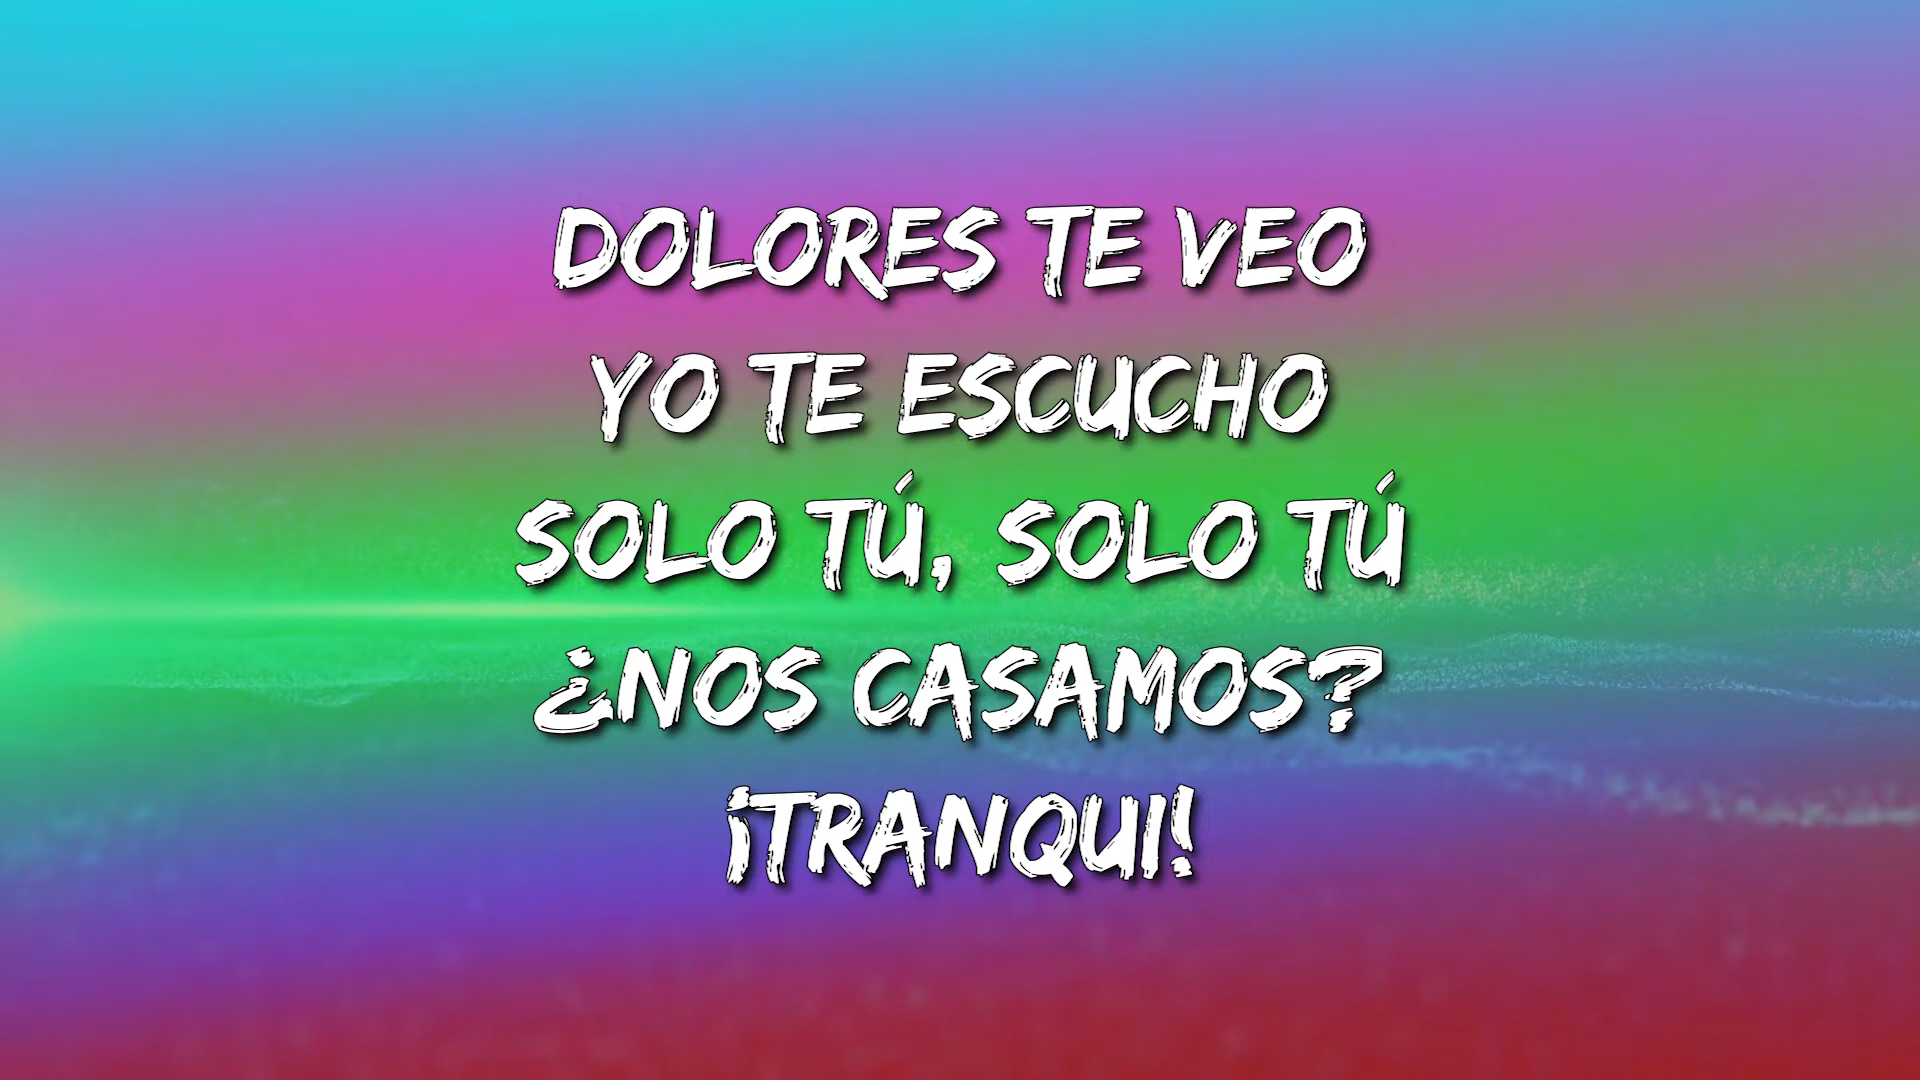 DOLORES TE VEO
YO TE ESCUCHO
SOLO TÚ, SOLO TÚ
¿NOS CASAMOS?
¡TRANQUI!